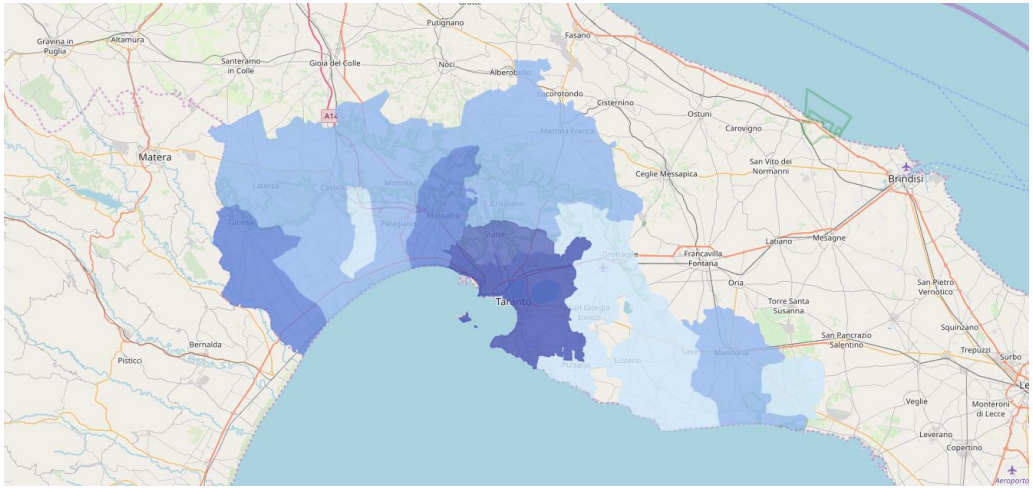 Gravina in
Puglia
Altamura
Santeramo
in Colle
Gioia del Colle
Putignano
Noci
Alberobello
Fasano
Locorotondo
Cisternino
Martina Franca
Ostuni
Carovigno
A14
Matera
Ceglie Messapica
San Vito dei
Normanni
Brindisi
Laterza
Castellaneta
Mottola
Crispiano
Ginosa
Palagiano
Massafra
Statte
Grottaglie
Francavilla
Fontana
Latiano
Mesagne
Oria
San Pietro
Vernotico
Taranto
San Giorgio
Ionico
Torre Santa
Susanna
Squinzano
Bernalda
Pisticci
San Pancrazio
Salentino
Trepuzzi
Surbo
Pulsano
Lizzano
Sava
Manduria
Le
Veglie
Monteroni
di Lecce
Leverano
Copertino
Aeroporto